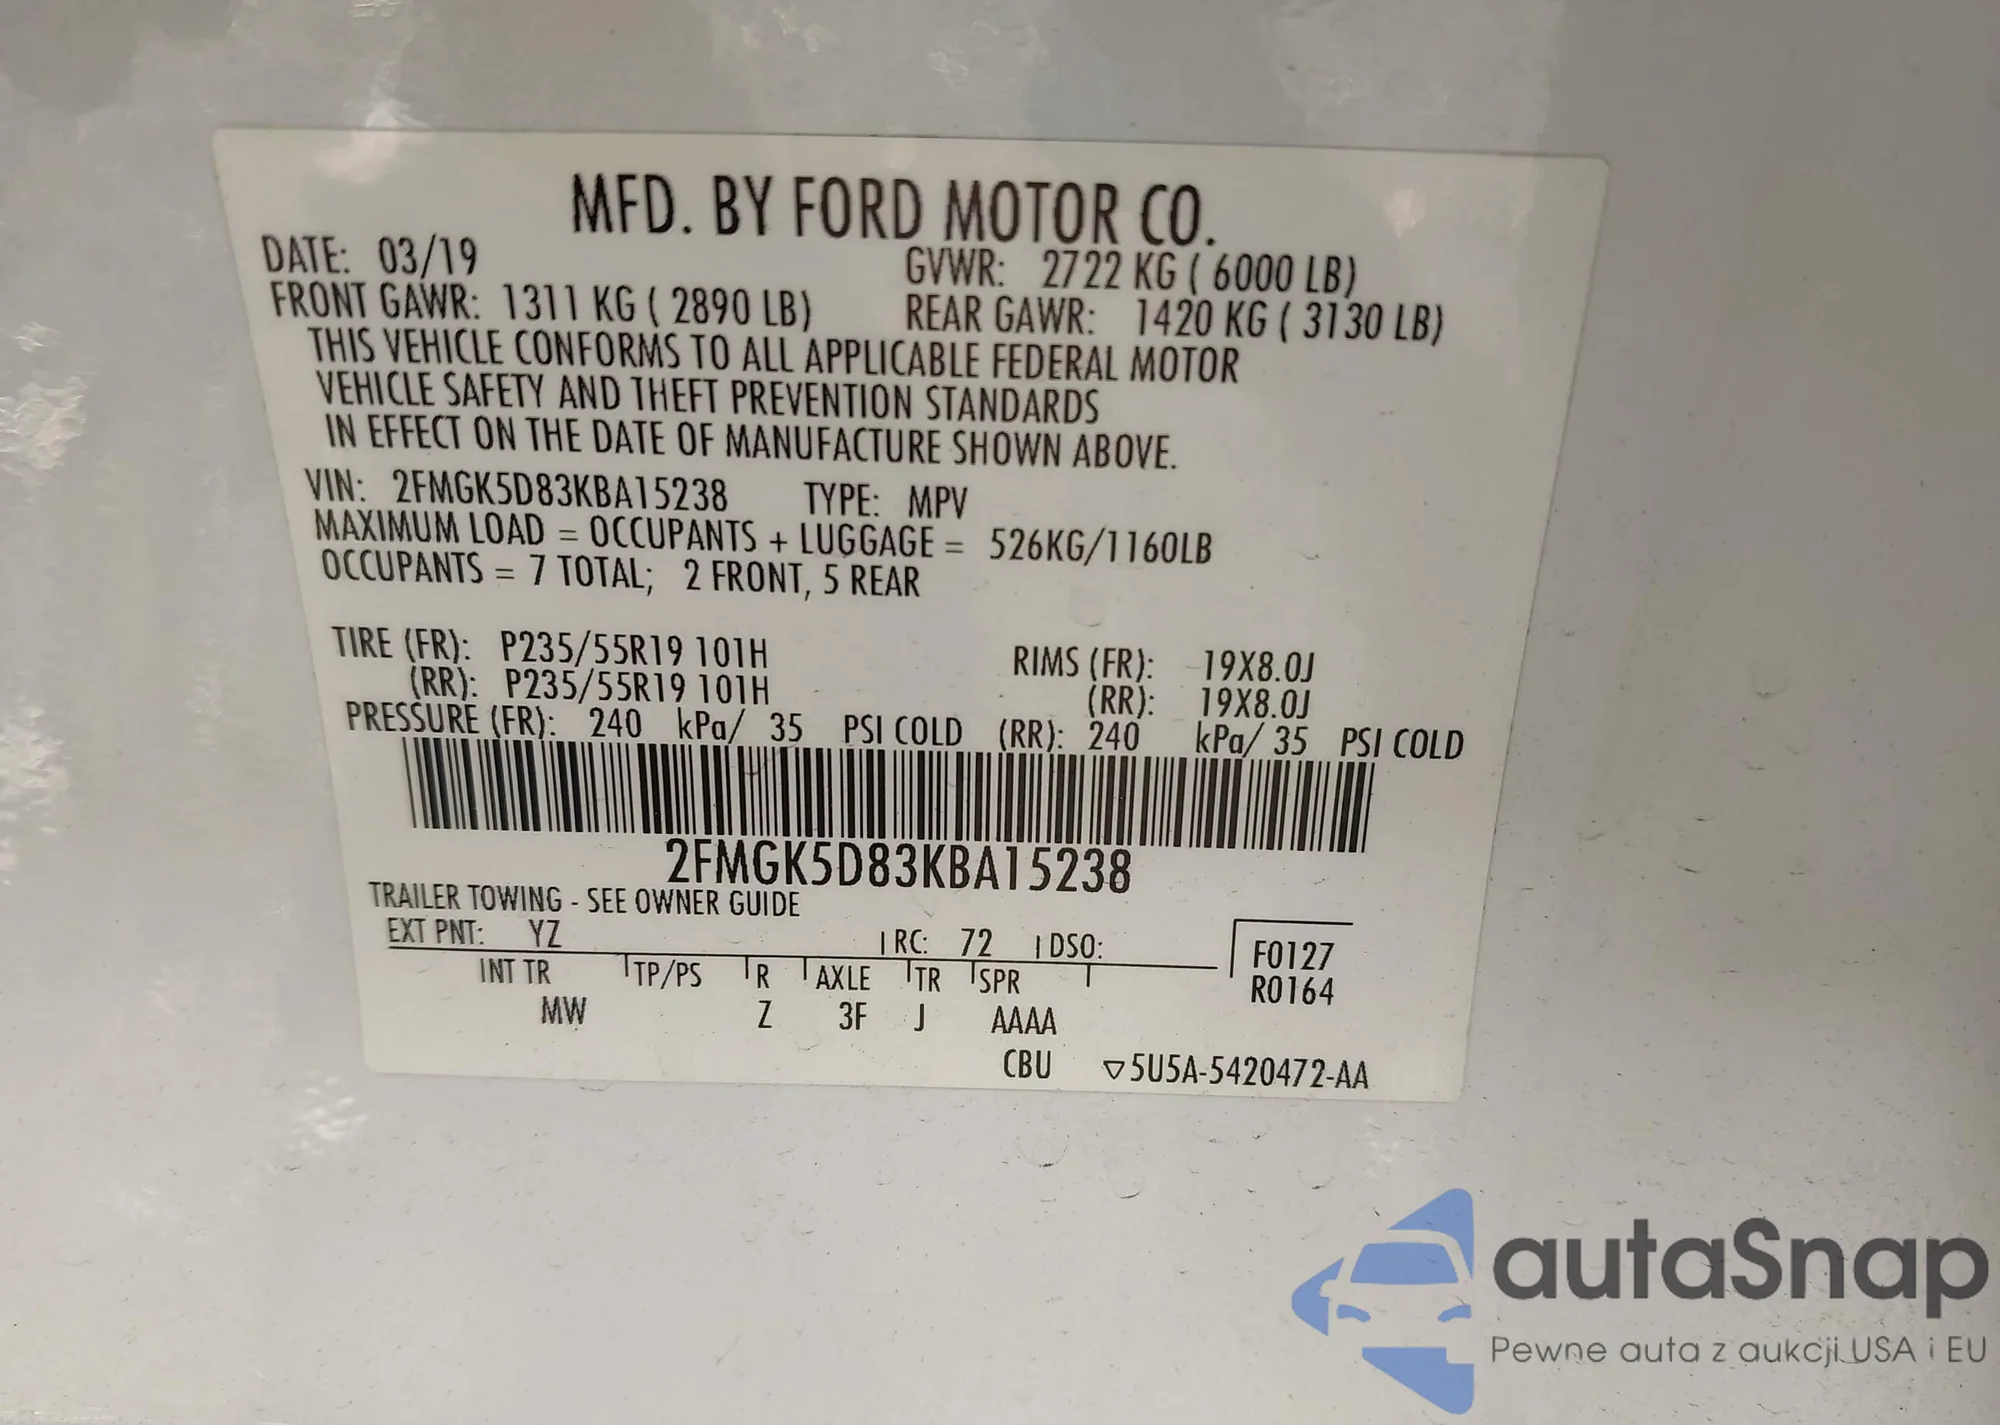 MFD. BY FORD MOTOR CO.
DATE: 03/19 GVWR: 2722 KG ( 6000 LB)
FRONT GAWR: 1311 KG ( 2890 LB) REAR GAWR: 1420 KG ( 3130 LB)
THIS VEHICLE CONFORMS TO ALL APPLICABLE FEDERAL MOTOR
VEHICLE SAFETY AND THEFT PREVENTION STANDARDS
IN EFFECT ON THE DATE OF MANUFACTURE SHOWN ABOVE.
VIN: 2FMGK5D83KBA15238 TYPE: MPV
MAXIMUM LOAD = OCCUPANTS + LUGGAGE = 526KG/1160LB
OCCUPANTS = 7 TOTAL; 2 FRONT, 5 REAR
TIRE (FR): P235/55R19 101H RIMS (FR): 19X8.0J
(RR): P235/55R19 101H (RR): 19X8.0J
PRESSURE (FR): 240 kPa/ 35 PSI COLD (RR): 240 kPa/ 35 PSI COLD
2FMGK5D83KBA15238
TRAILER TOWING - SEE OWNER GUIDE
EXT PNT: YZ RC: 72 DSO: F0127
INT TR TP/PS R AXLE TR SPR R0164
MW Z 3F J AAAA
CBU ▽5U5A-5420472-AA
autaSnap
Pewne auta z aukcji USA i EU